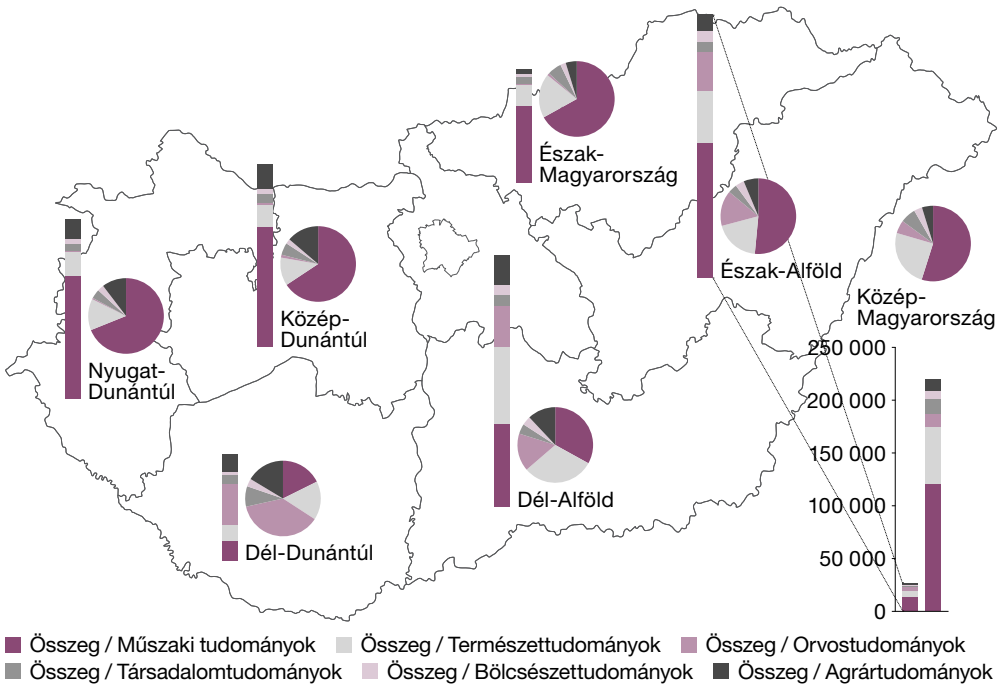 Észak-
Magyarország
Észak-Alföld
Közép-
Magyarország
Közép-
Dunántúl
Nyugat-
Dunántúl
Dél-Alföld
Dél-Dunántúl
250 000
200 000
150 000
100 000
50 000
0
Összeg / Műszaki tudományok
Összeg / Természettudományok
Összeg / Orvostudományok
Összeg / Társadalomtudományok
Összeg / Bölcsészettudományok
Összeg / Agrártudományok